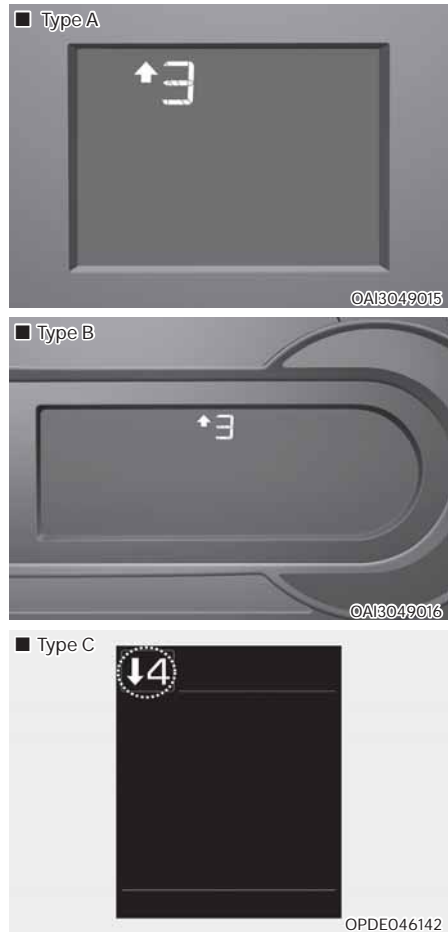 ■ Type A
⬆3
OAI3049015
■ Type B
⬆3
OAI3049016
■ Type C
⬇4
OPDE046142